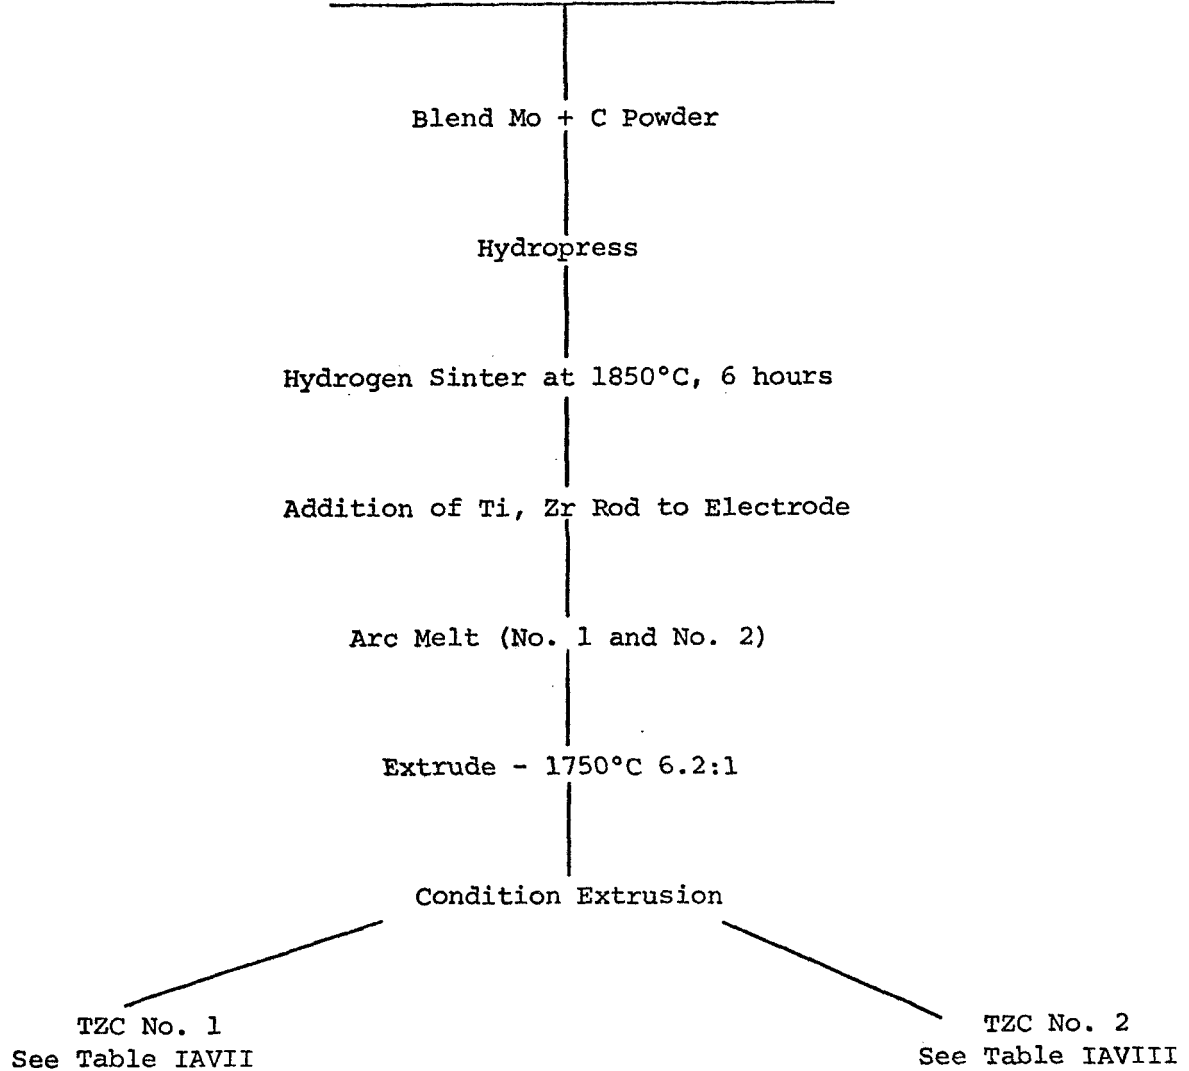 Blend Mo + C Powder
Hydropress
Hydrogen Sinter at 1850°C, 6 hours
Addition of Ti, Zr Rod to Electrode
Arc Melt (No. 1 and No. 2)
Extrude - 1750°C 6.2:1
Condition Extrusion
TZC No. 1
See Table IAVII
TZC No. 2
See Table IAVIII